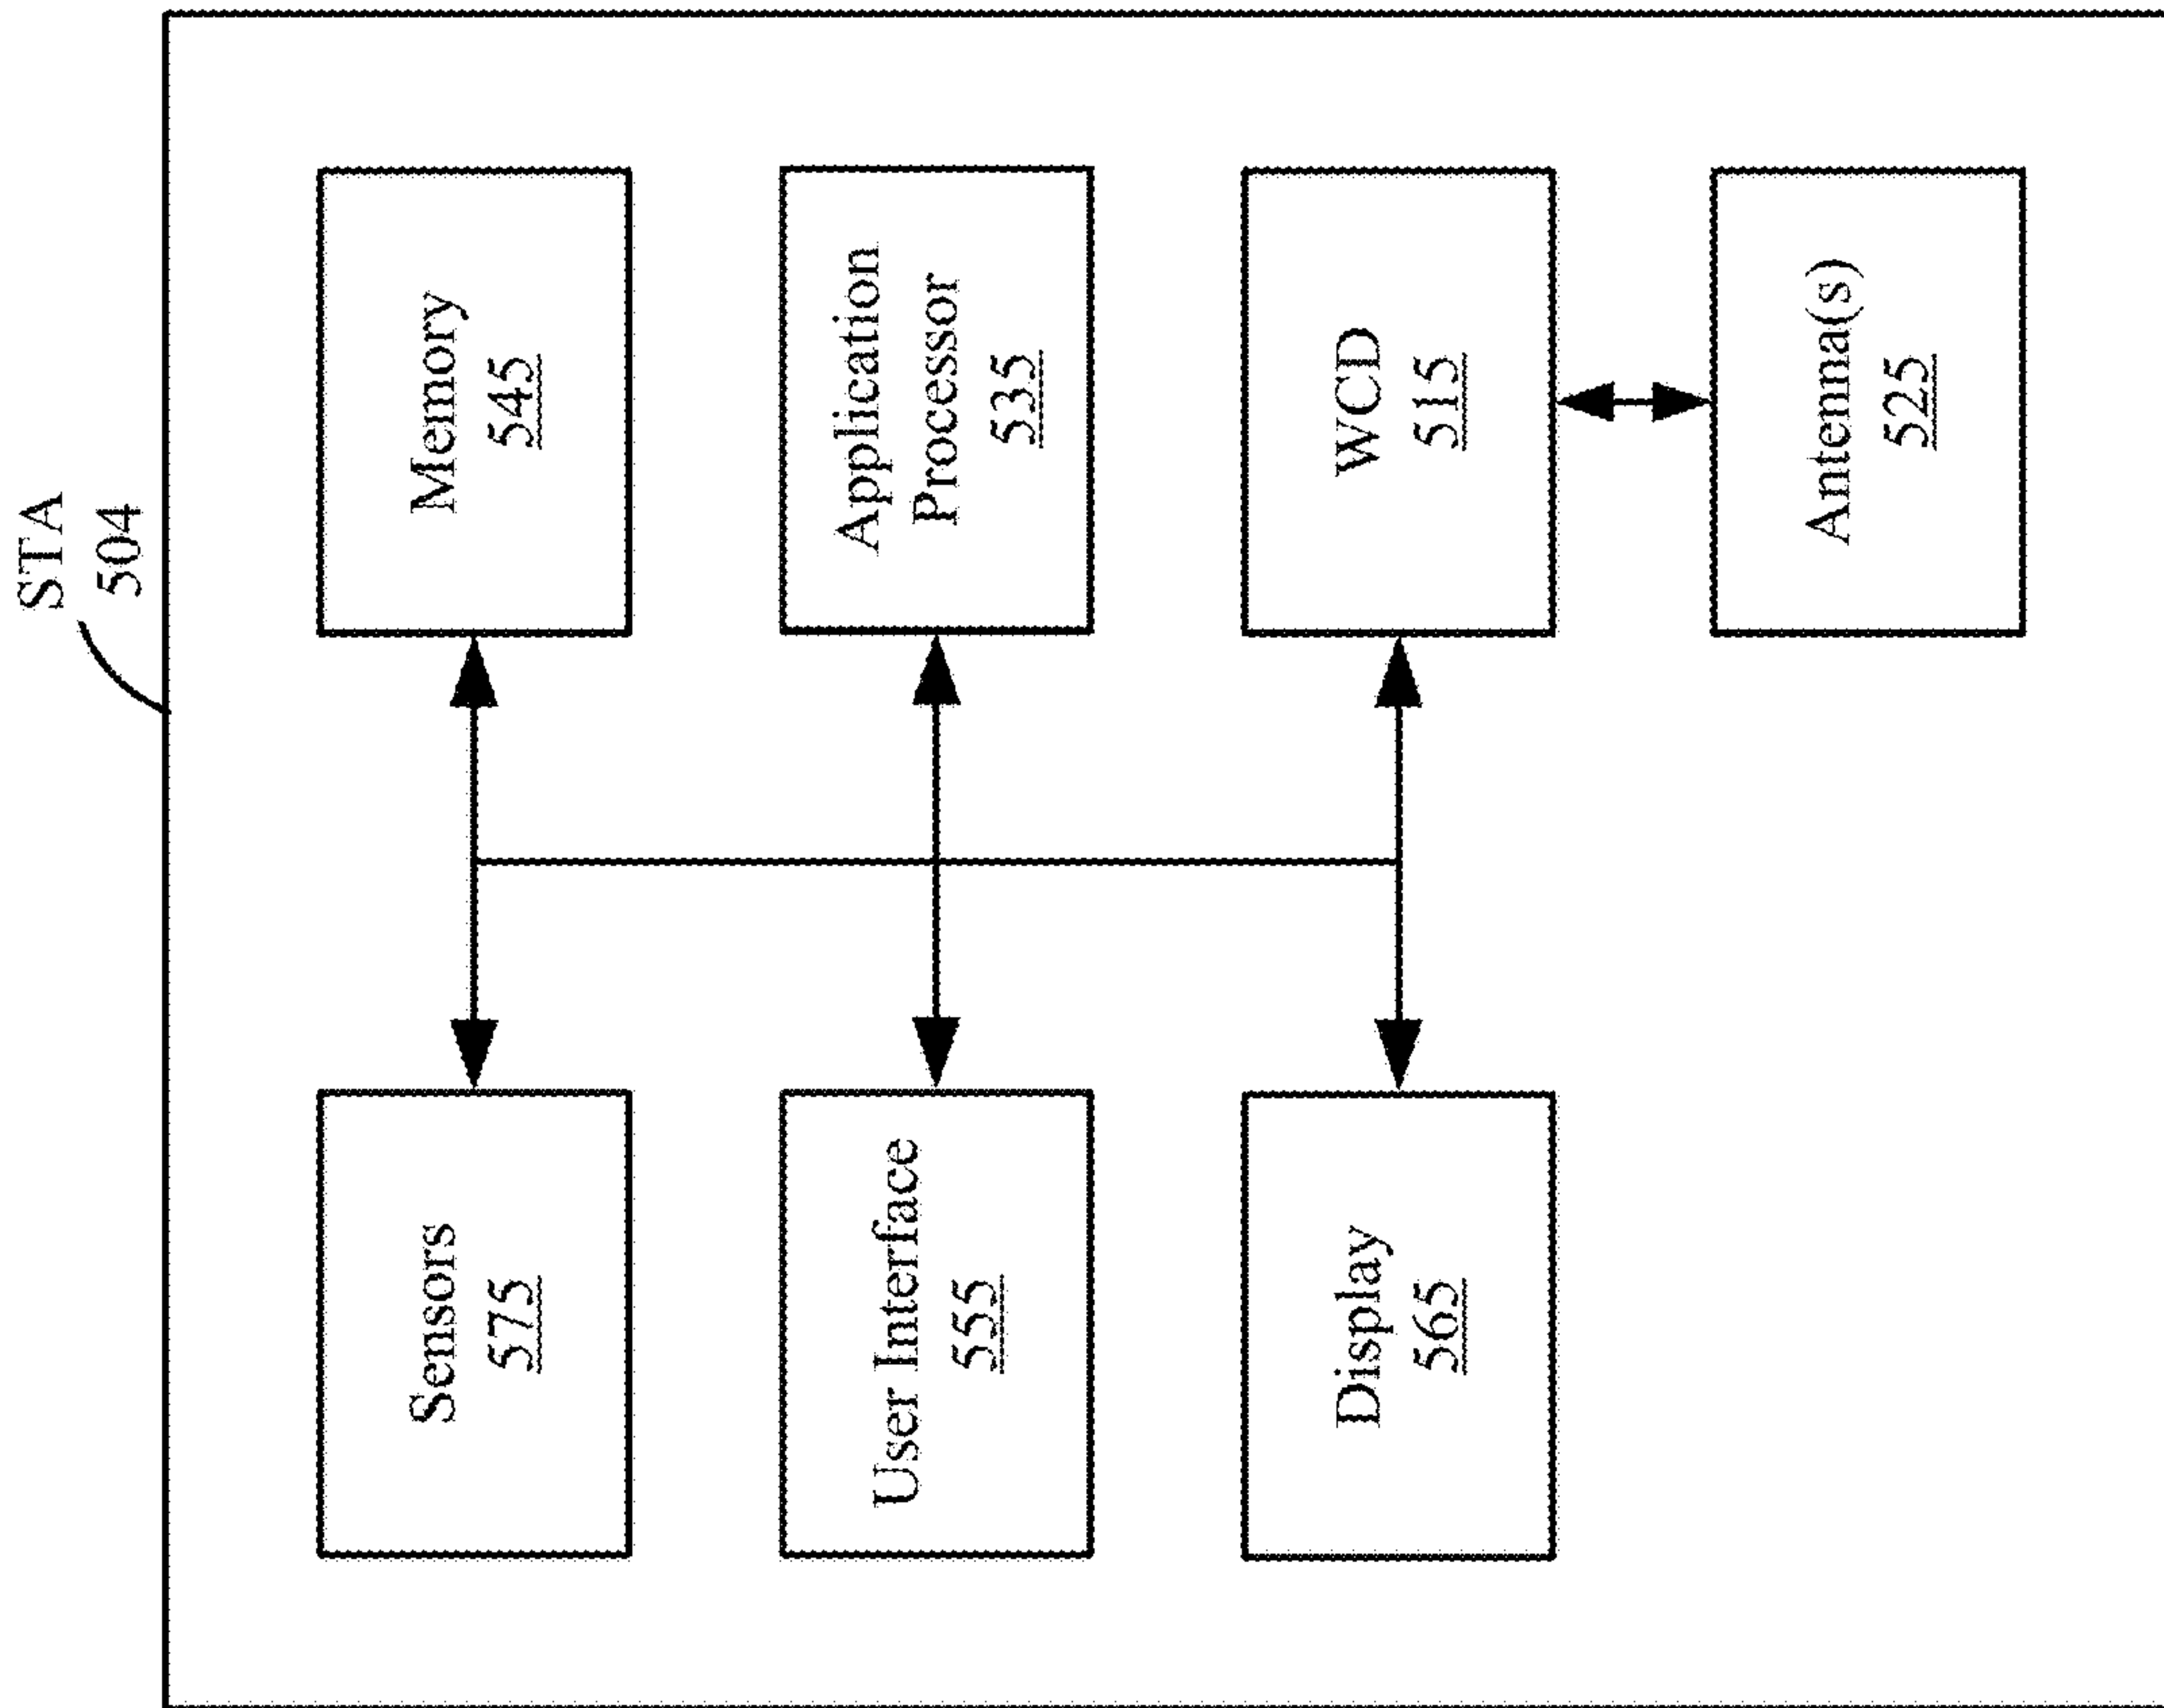 STA
504
Sensors
575
Memory
545
User Interface
555
Application
Processor
535
Display
565
WCD
515
Antenna(s)
525